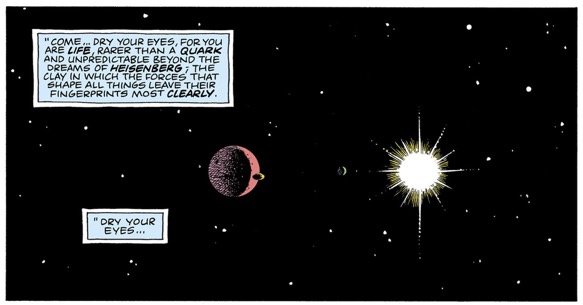 "COME... DRY YOUR EYES, FOR YOU
ARE LIFE, RARER THAN A QUARK
AND UNPREDICTABLE BEYOND THE
DREAMS OF HEISENBERG; THE
CLAY IN WHICH THE FORCES THAT
SHAPE ALL THINGS LEAVE THEIR
FINGERPRINTS MOST CLEARLY.
"DRY YOUR
EYES...